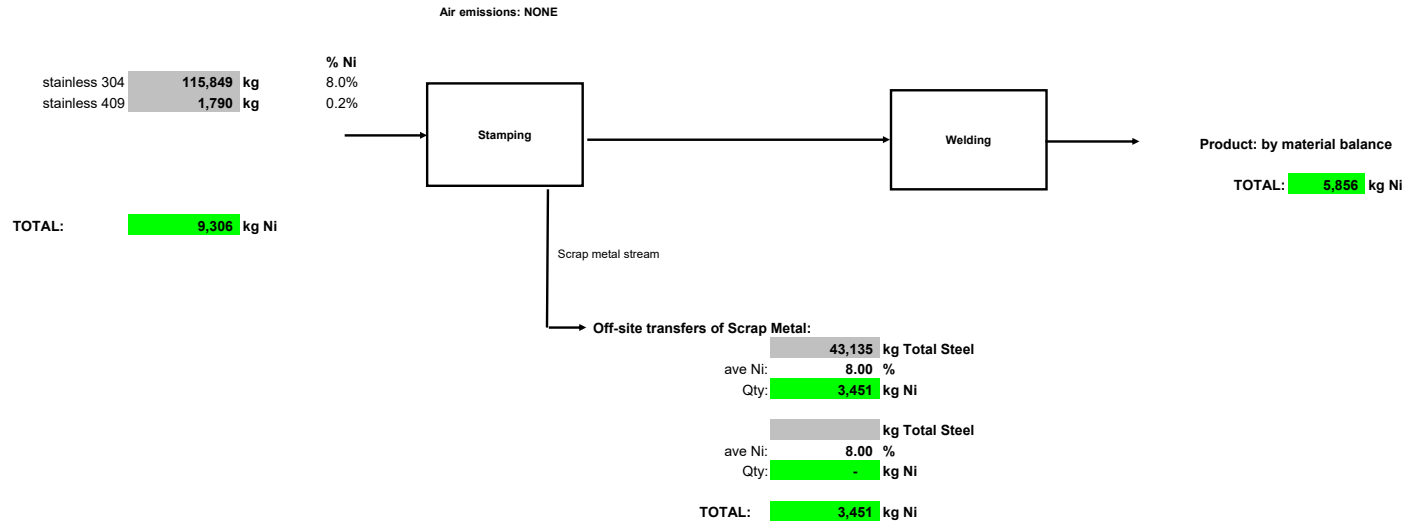 Air emissions: NONE
% Ni
stainless 304 115,849 kg 8.0%
stainless 409 1,790 kg 0.2%
Stamping
Welding
Product: by material balance
TOTAL: 5,856 kg Ni
TOTAL: 9,306 kg Ni
Scrap metal stream
Off-site transfers of Scrap Metal:
43,135 kg Total Steel
ave Ni: 8.00 %
Qty: 3,451 kg Ni
kg Total Steel
ave Ni: 8.00 %
Qty: - kg Ni
TOTAL: 3,451 kg Ni